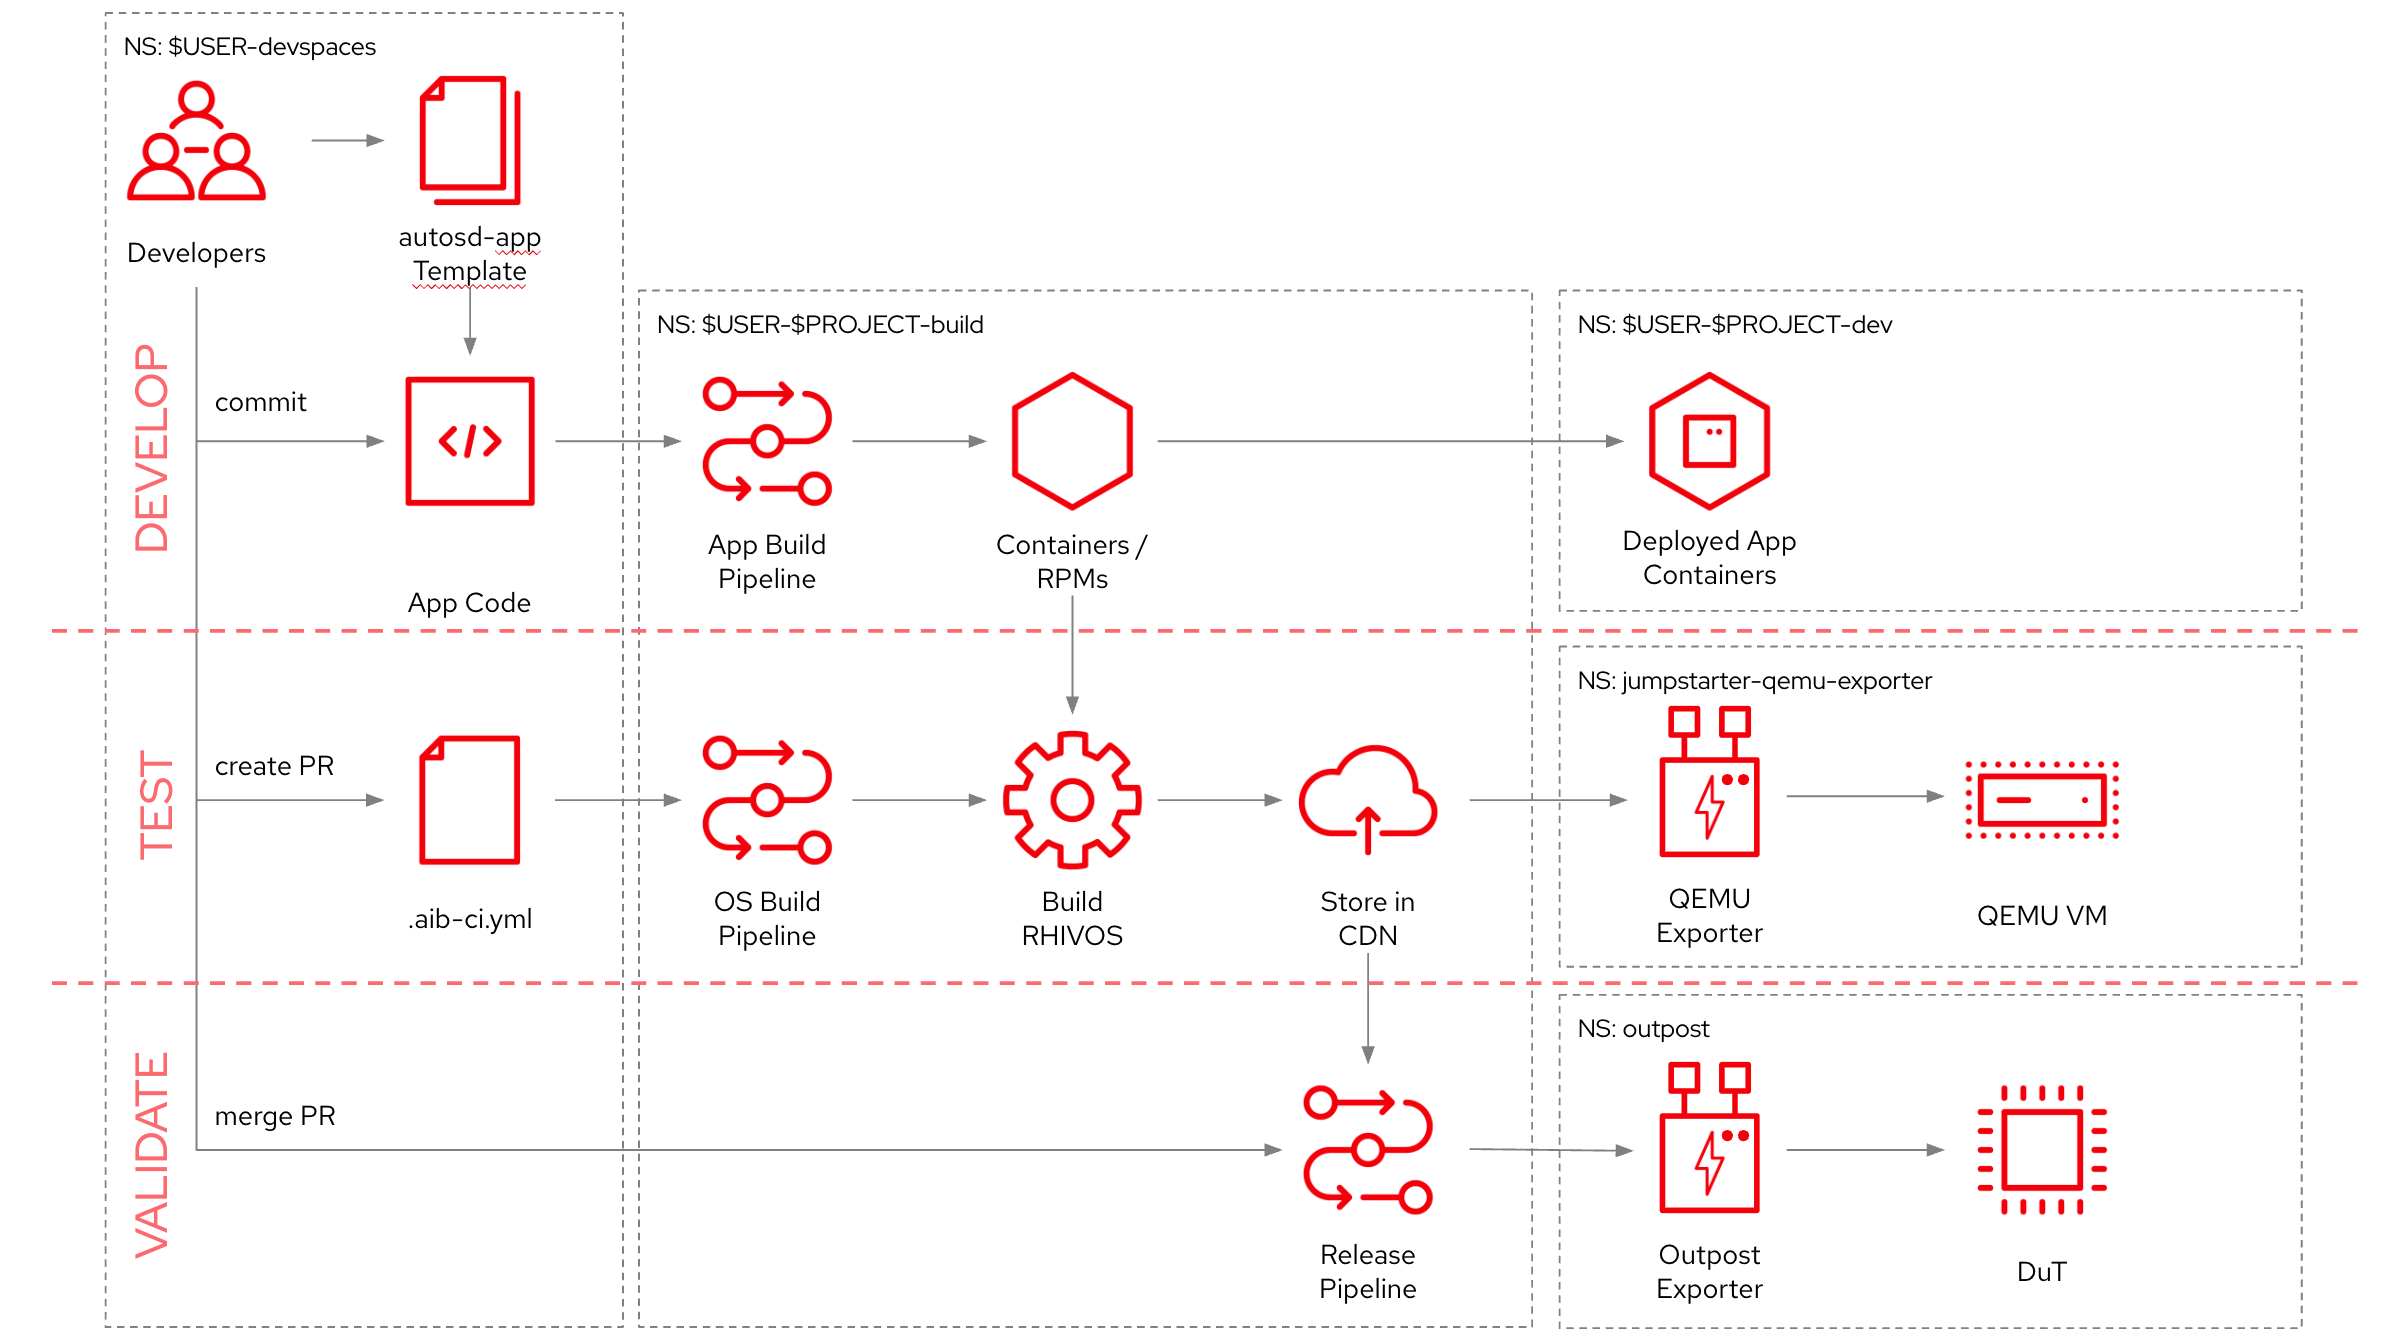 NS: $USER-devspaces
Developers
autosd-app
Template
DEVELOP
commit
App Code
NS: $USER-$PROJECT-build
App Build
Pipeline
Containers /
RPMs
NS: $USER-$PROJECT-dev
Deployed App
Containers
TEST
create PR
.aib-ci.yml
OS Build
Pipeline
Build
RHIVOS
Store in
CDN
NS: jumpstarter-qemu-exporter
QEMU
Exporter
QEMU VM
VALIDATE
merge PR
Release
Pipeline
NS: outpost
Outpost
Exporter
DuT